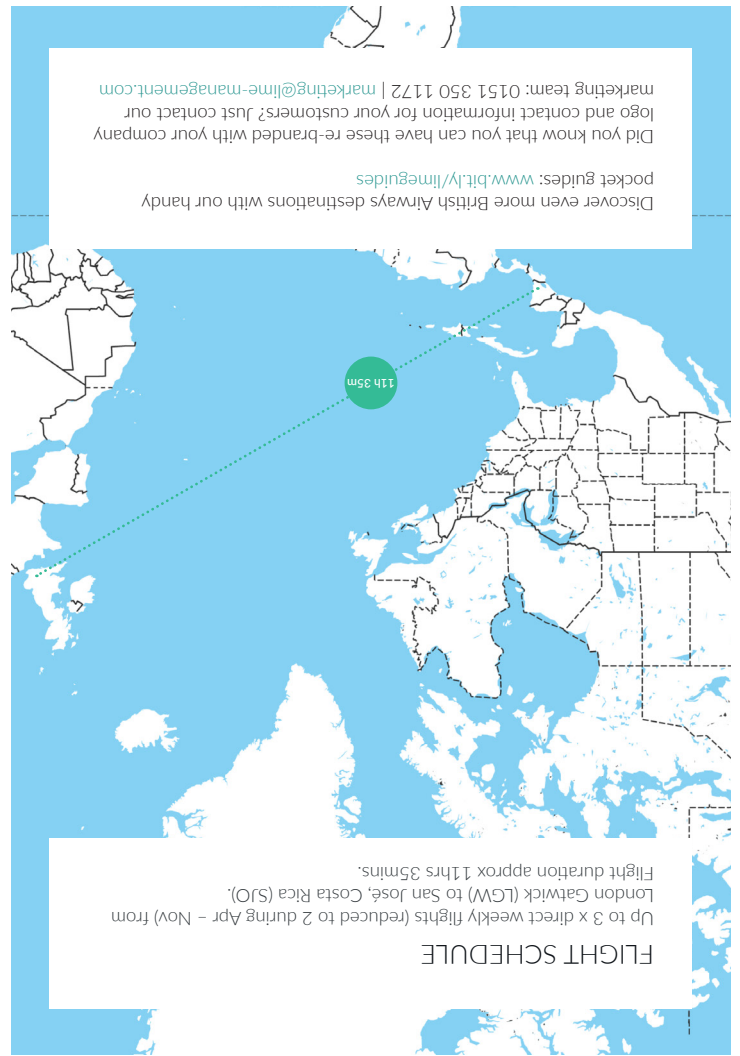 FLIGHT SCHEDULE
Up to 3 x direct weekly flights (reduced to 2 during Apr – Nov) from
London Gatwick (LGW) to San José, Costa Rica (SJO).
Flight duration approx 11hrs 35mins.
11h 35m
Discover even more British Airways destinations with our handy
pocket guides: www.bit.ly/limeguides
Did you know that you can have these re-branded with your company
logo and contact information for your customers? Just contact our
marketing team: 0151 350 1172 | marketing@lime-management.com